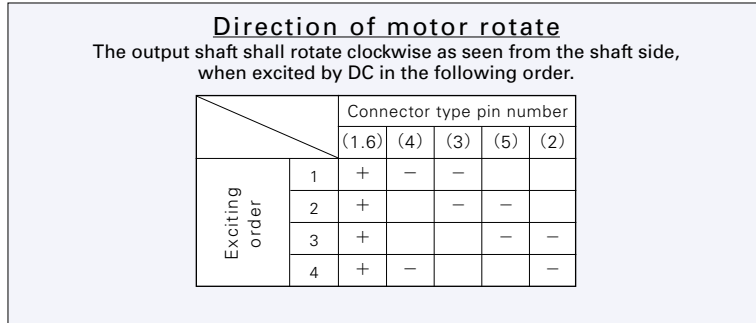 Direction of motor rotate
The output shaft shall rotate clockwise as seen from the shaft side,
when excited by DC in the following order.
Connector type pin number
(1.6) (4) (3) (5) (2)
Exciting
order
1 + − −
2 + − −
3 + − −
4 + − −